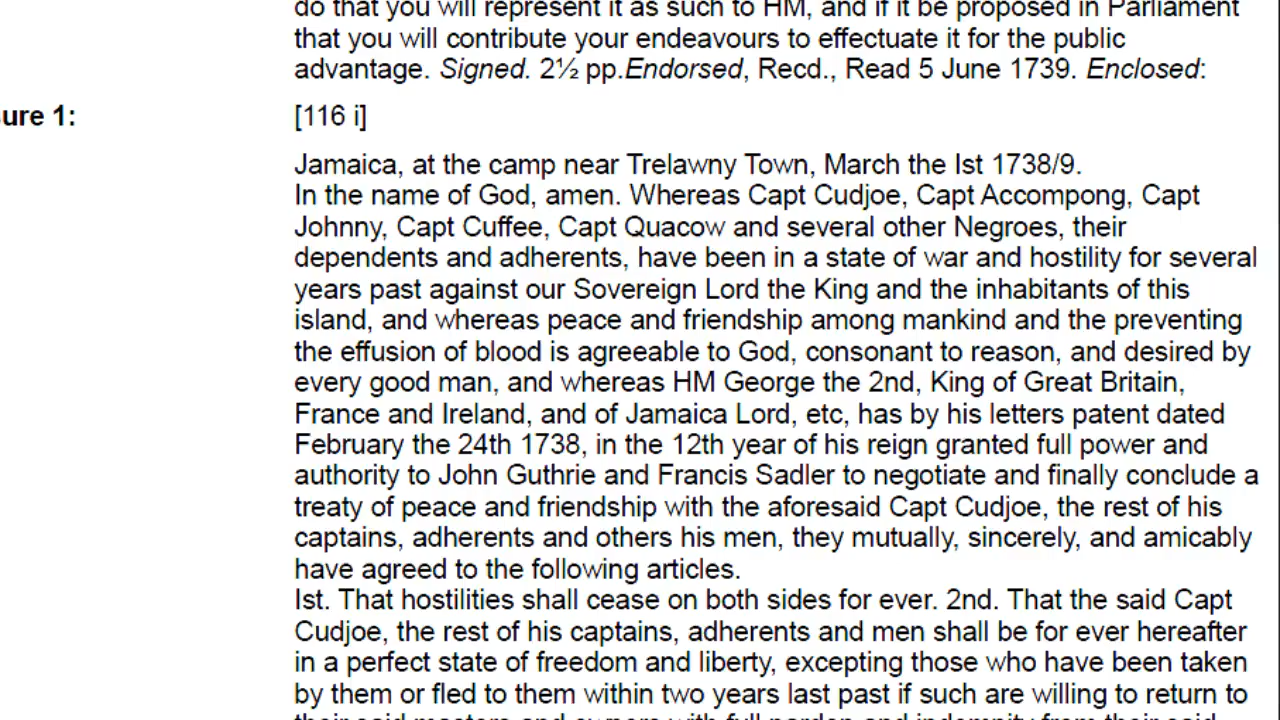 do that you will represent it as such to HM, and if it be proposed in Parliament
that you will contribute your endeavours to effectuate it for the public
advantage. Signed. 2½ pp.Endorsed, Recd., Read 5 June 1739. Enclosed:
sure 1: [116 i]
Jamaica, at the camp near Trelawny Town, March the Ist 1738/9.
In the name of God, amen. Whereas Capt Cudjoe, Capt Accompong, Capt
Johnny, Capt Cuffee, Capt Quacow and several other Negroes, their
dependents and adherents, have been in a state of war and hostility for several
years past against our Sovereign Lord the King and the inhabitants of this
island, and whereas peace and friendship among mankind and the preventing
the effusion of blood is agreeable to God, consonant to reason, and desired by
every good man, and whereas HM George the 2nd, King of Great Britain,
France and Ireland, and of Jamaica Lord, etc, has by his letters patent dated
February the 24th 1738, in the 12th year of his reign granted full power and
authority to John Guthrie and Francis Sadler to negotiate and finally conclude a
treaty of peace and friendship with the aforesaid Capt Cudjoe, the rest of his
captains, adherents and others his men, they mutually, sincerely, and amicably
have agreed to the following articles.
Ist. That hostilities shall cease on both sides for ever. 2nd. That the said Capt
Cudjoe, the rest of his captains, adherents and men shall be for ever hereafter
in a perfect state of freedom and liberty, excepting those who have been taken
by them or fled to them within two years last past if such are willing to return to
their said masters and owners with full pardon and indemnity from their said